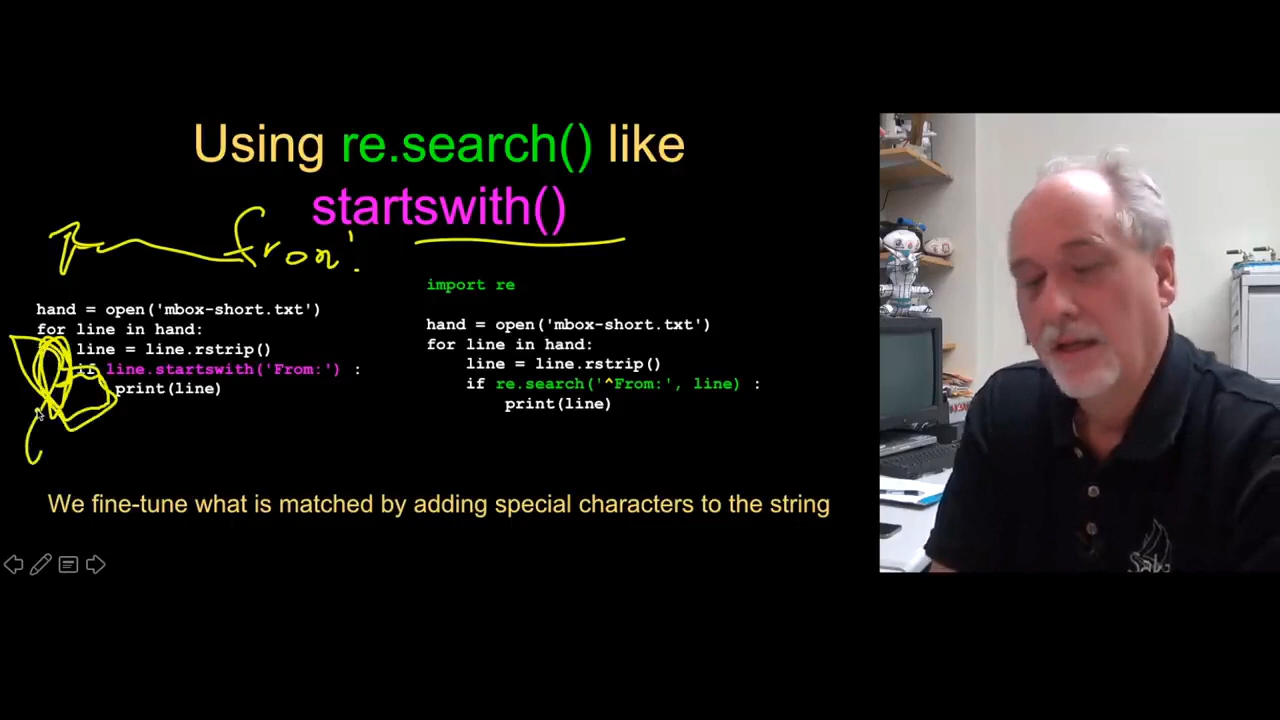 Using re.search() like
startswith()
from:
import re
hand = open('mbox-short.txt')
for line in hand:
line = line.rstrip()
if line.startswith('From:') :
print(line)
hand = open('mbox-short.txt')
for line in hand:
line = line.rstrip()
if re.search('^From:', line) :
print(line)
We fine-tune what is matched by adding special characters to the string